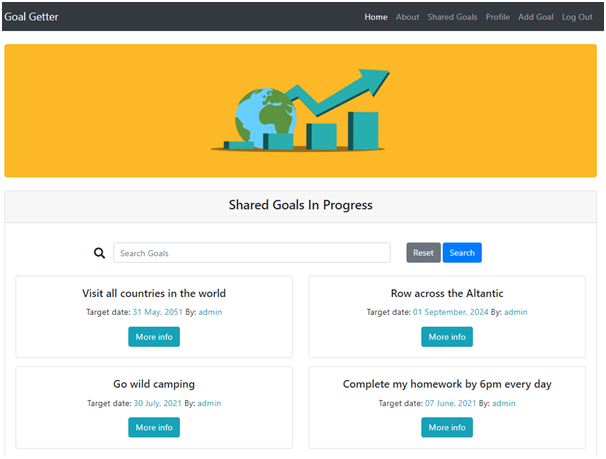 Goal Getter Home About Shared Goals Profile Add Goal Log Out
Shared Goals In Progress
Search Goals Reset Search
Visit all countries in the world
Target date: 31 May, 2051 By: admin
More info
Row across the Altantic
Target date: 01 September, 2024 By: admin
More info
Go wild camping
Target date: 30 July, 2021 By: admin
More info
Complete my homework by 6pm every day
Target date: 07 June, 2021 By: admin
More info